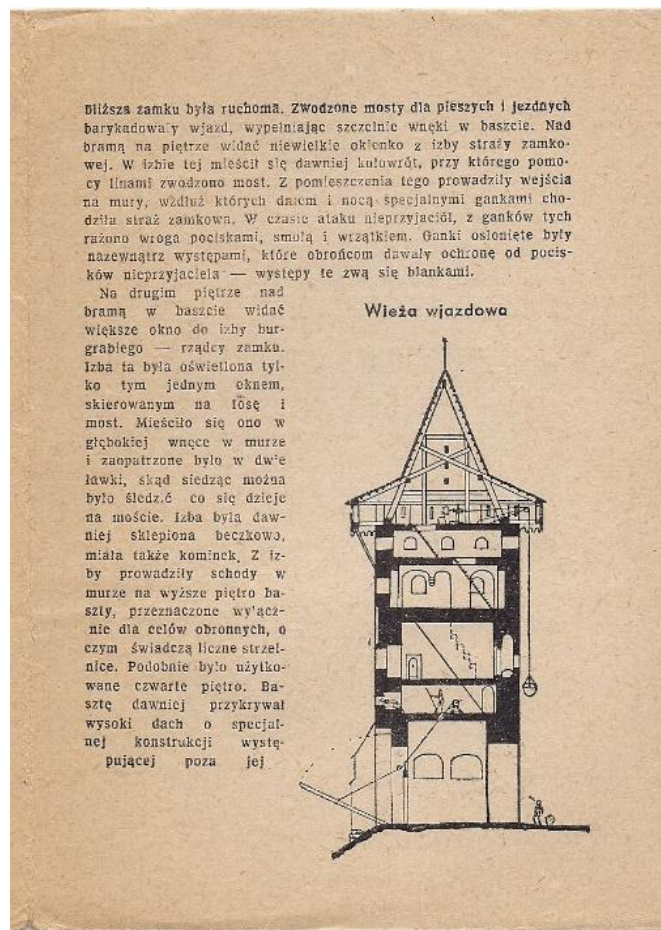 bliższa zamku była ruchoma. Zwodzone mosty dla pieszych i jezdnych
barykadowały wjazd, wypełniając szczelnie wnęki w baszcie. Nad
bramą na piętrze widać niewielkie okienko z izby straży zamko-
wej. W izbie tej mieścił się dawniej kołowrót, przy którego pomo-
cy linami zwodzono most. Z pomieszczenia tego prowadziły wejścia
na mury, wzdłuż których dniem i nocą specjalnymi gankami cho-
dziła straż zamkowa. W czasie ataku nieprzyjaciół, z ganków tych
rażono wroga pociskami, smołą i wrzątkiem. Ganki osłonięte były
nazewnątrz występami, które obrońcom dawały ochronę od pocis-
ków nieprzyjaciela — występy te zwą się blankami.
Na drugim piętrze nad
bramą w baszcie widać
większe okno do izby bur-
grabiego — rządcy zamku.
Izba ta była oświetlona tyl-
ko tym jednym oknem,
skierowanym na fosę i
most. Mieściło się ono w
głębokiej wnęce w murze
i zaopatrzone było w dwie
ławki, skąd siedząc można
było śledzić co się dzieje
na moście. Izba była daw-
niej sklepiona beczkowo,
miała także kominek. Z iz-
by prowadziły schody w
murze na wyższe piętro ba-
szty, przeznaczone wyłącz-
nie dla celów obronnych, o
czym świadczą liczne strzel-
nice. Podobnie było użytko-
wane czwarte piętro. Ba-
sztę dawniej przykrywał
wysoki dach o specjal-
nej konstrukcji wystę-
pującej poza jej
Wieża wjazdowa